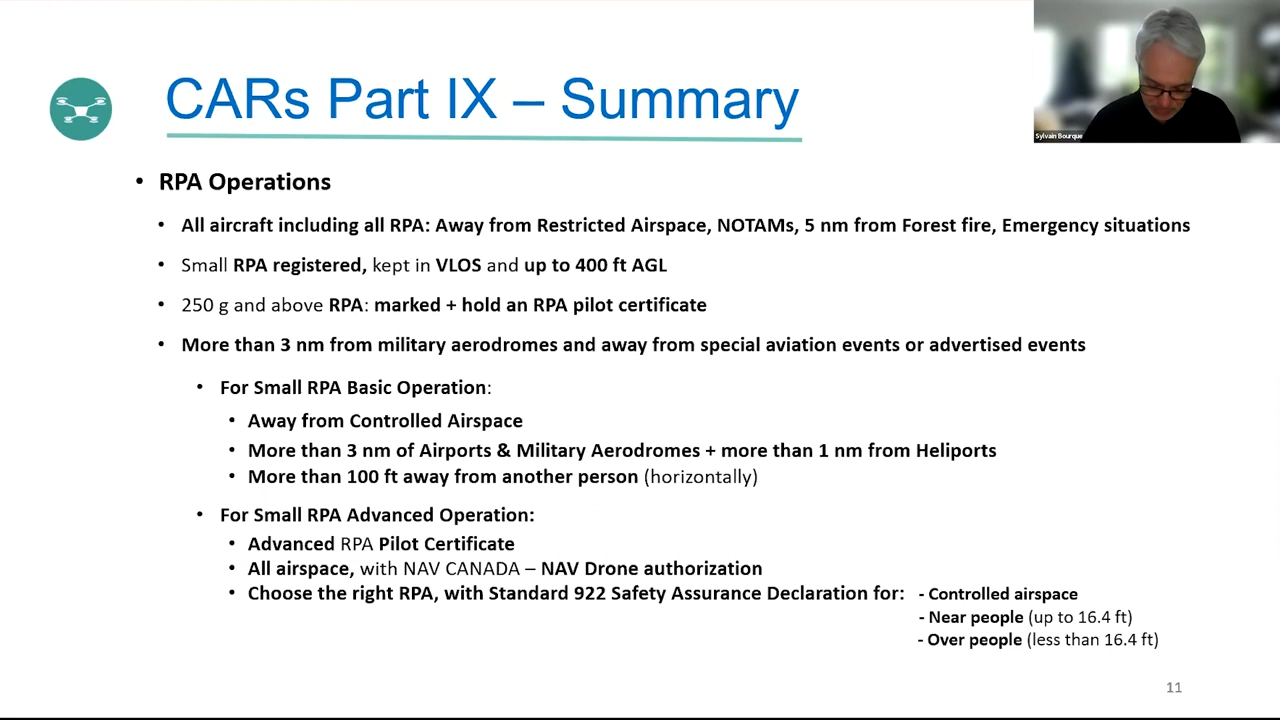 CARs Part IX – Summary
Sylvain Bourque
• RPA Operations
• All aircraft including all RPA: Away from Restricted Airspace, NOTAMs, 5 nm from Forest fire, Emergency situations
• Small RPA registered, kept in VLOS and up to 400 ft AGL
• 250 g and above RPA: marked + hold an RPA pilot certificate
• More than 3 nm from military aerodromes and away from special aviation events or advertised events
• For Small RPA Basic Operation:
• Away from Controlled Airspace
• More than 3 nm of Airports & Military Aerodromes + more than 1 nm from Heliports
• More than 100 ft away from another person (horizontally)
• For Small RPA Advanced Operation:
• Advanced RPA Pilot Certificate
• All airspace, with NAV CANADA – NAV Drone authorization
• Choose the right RPA, with Standard 922 Safety Assurance Declaration for: - Controlled airspace
- Near people (up to 16.4 ft)
- Over people (less than 16.4 ft)
11